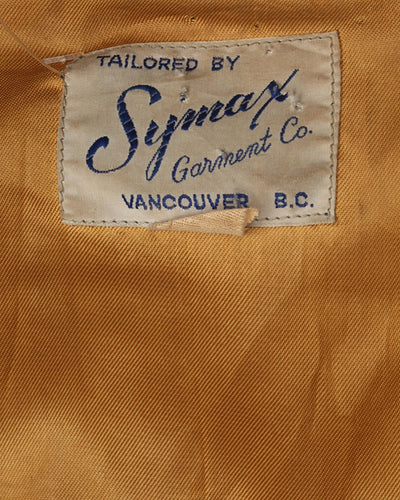 TAILORED BY
Symax
Garment Co.
VANCOUVER B.C.